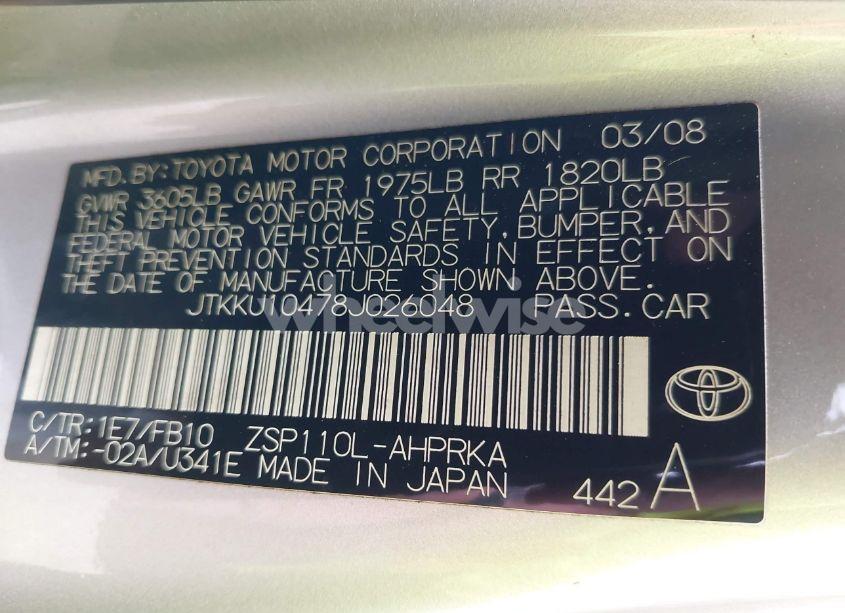 MFD. BY: TOYOTA MOTOR CORPORATION 03/08
GVWR 3605LB GAWR FR 1975LB RR 1820LB
THIS VEHICLE CONFORMS TO ALL APPLICABLE
FEDERAL MOTOR VEHICLE SAFETY, BUMPER, AND
THEFT PREVENTION STANDARDS IN EFFECT ON
THE DATE OF MANUFACTURE SHOWN ABOVE.
JTKKU10478J026048 PASS. CAR
wheelwise
C/TR: 1E7/FB10 ZSP110L-AHPRKA
A/TM: -02A/U341E MADE IN JAPAN 442 A